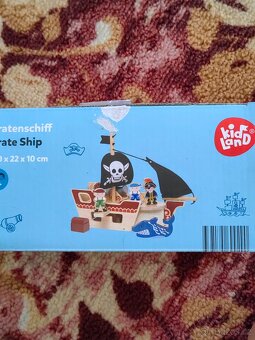 ratenschiff
rate Ship
x 22 x 10 cm
kid
LAND